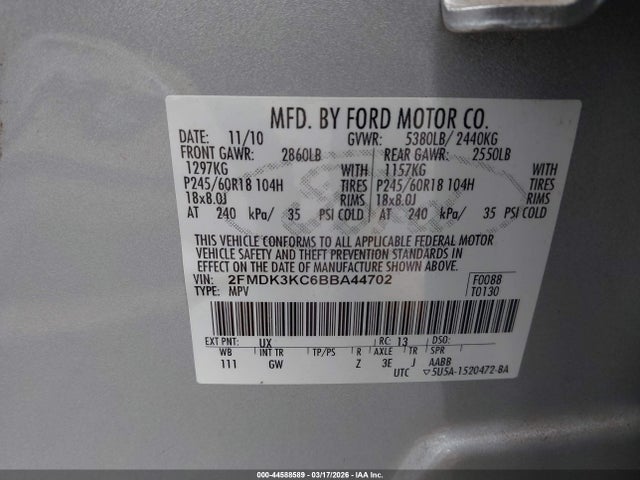 MFD. BY FORD MOTOR CO.
DATE: 11/10 GVWR: 5380LB/ 2440KG
FRONT GAWR: 2860LB REAR GAWR: 2550LB
1297KG WITH 1157KG WITH
P245/60R18 104H TIRES P245/60R18 104H TIRES
18x8.0J RIMS 18x8.0J RIMS
AT 240 kPa/ 35 PSI COLD AT 240 kPa/ 35 PSI COLD
THIS VEHICLE CONFORMS TO ALL APPLICABLE FEDERAL MOTOR
VEHICLE SAFETY AND THEFT PREVENTION STANDARDS IN
EFFECT ON THE DATE OF MANUFACTURE SHOWN ABOVE.
VIN: 2FMDK3KC6BBA44702 F0088
TYPE: MPV T0130
EXT PNT: UX RC: 13 DSO:
WB INT TR TP/PS R AXLE TR SPR
111 GW Z 3E J AABB
UTC ▽5U5A-1520472-BA
000-44588589 - 03/17/2026 - IAA Inc.